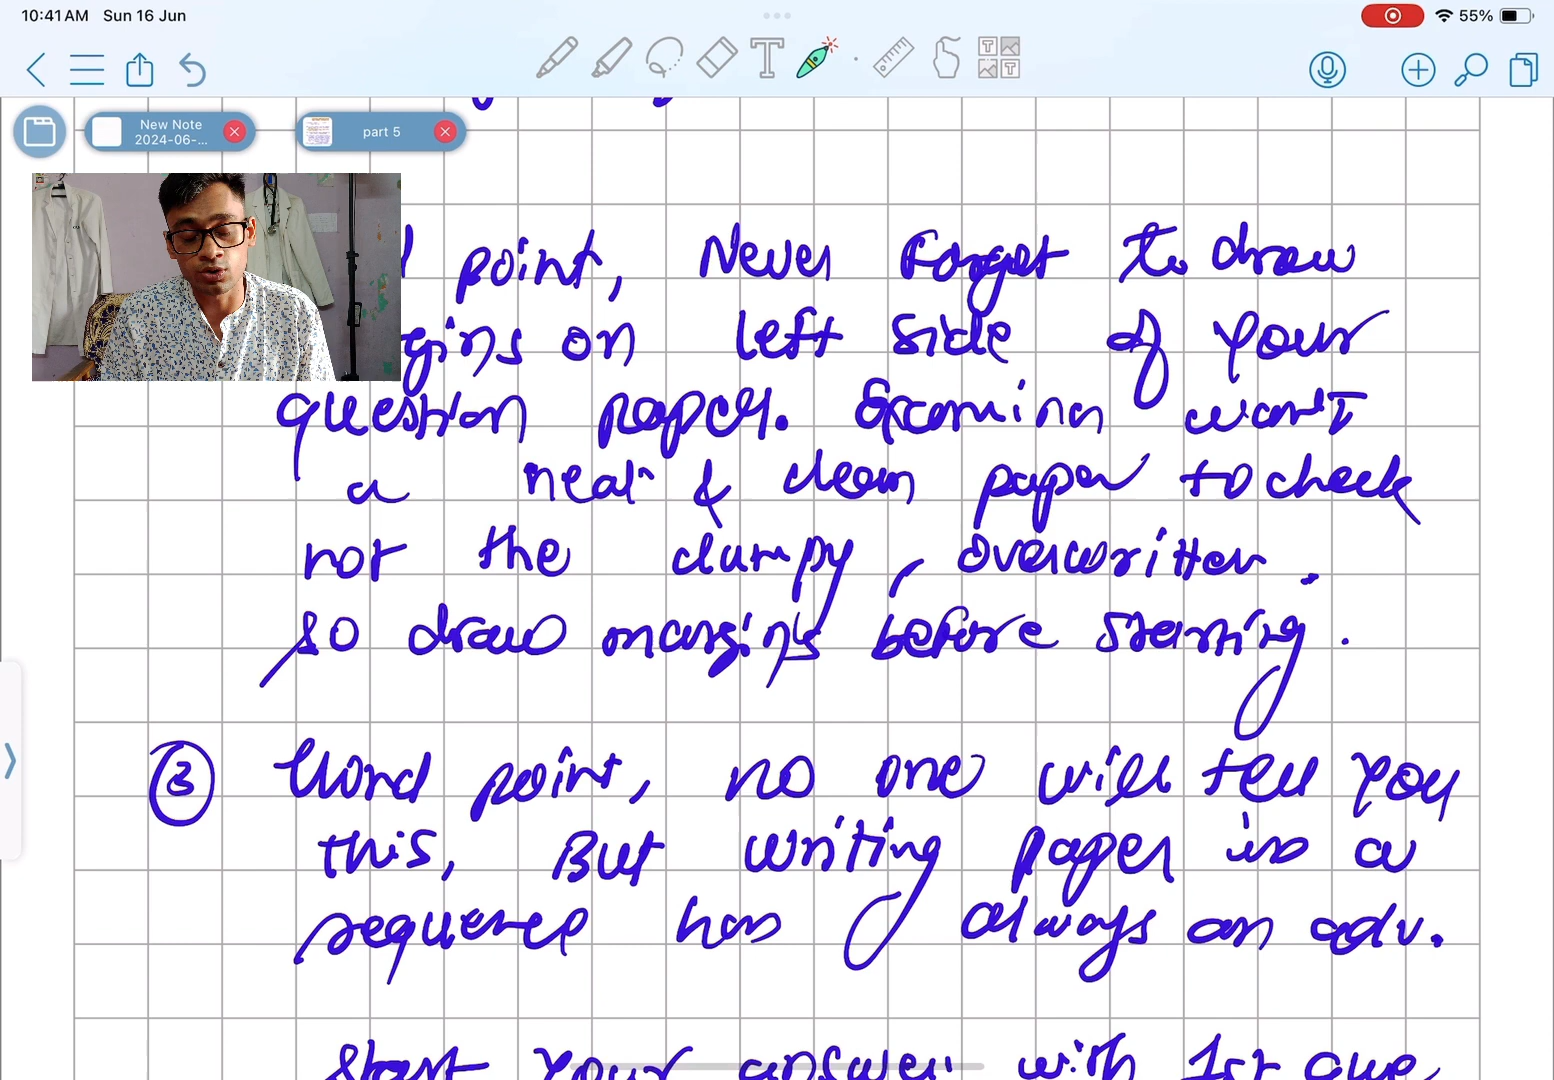 10:41 AM Sun 16 Jun
55%
New Note
2024-06-...
part 5
point, Never Forget to draw
gins on left side of your
question paper. Examiner want
a neat & clean paper to check
not the clumpy, overwritten.
so draw margins before starting.
3 third point, no one will tell you
this, But writing paper in a
sequence has always an adv.
start your answer with 1st que